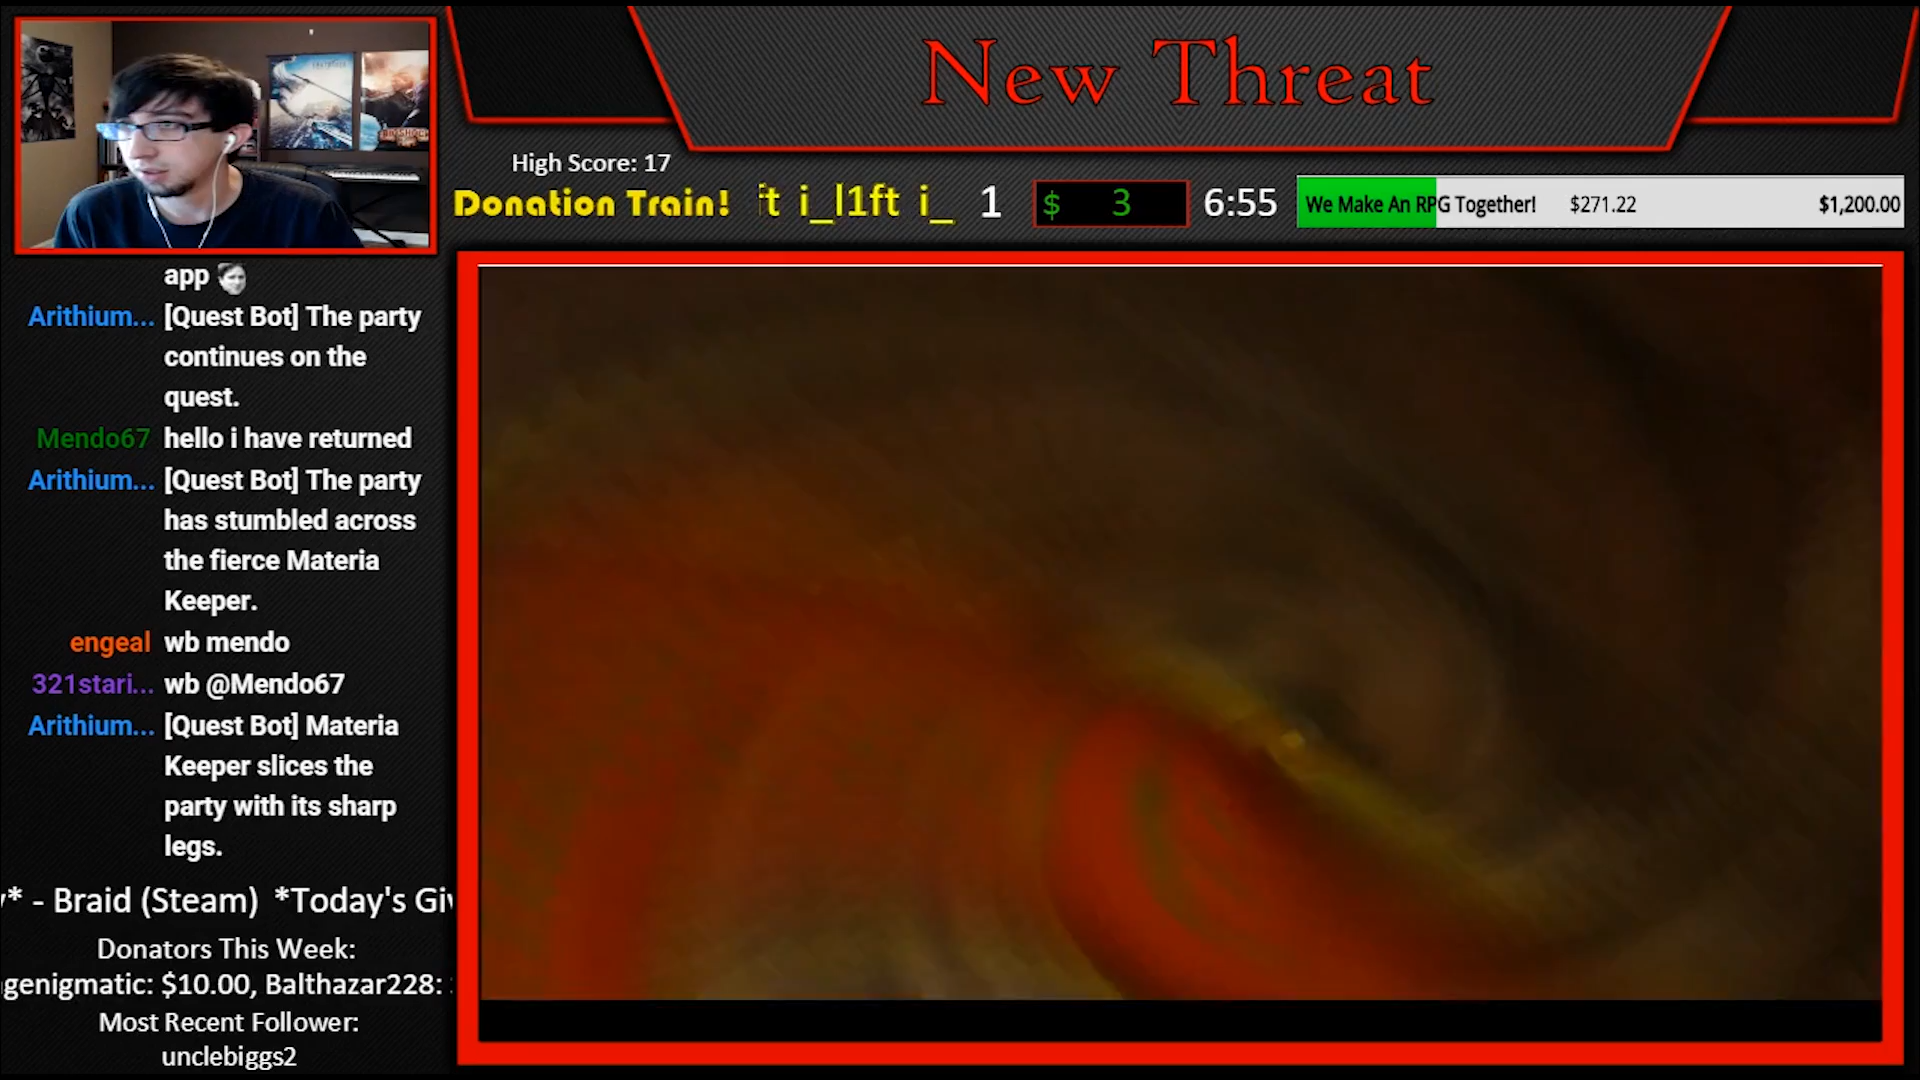 New Threat
High Score: 17
Donation Train! t i_l1ft i_ 1 $ 3 6:55 We Make An RPG Together! $271.22 $1,200.00
BIOSHOCK
app
Arithium... [Quest Bot] The party
continues on the
quest.
Mendo67 hello i have returned
Arithium... [Quest Bot] The party
has stumbled across
the fierce Materia
Keeper.
engeal wb mendo
321stari... wb @Mendo67
Arithium... [Quest Bot] Materia
Keeper slices the
party with its sharp
legs.
* - Braid (Steam) *Today's Giv
Donators This Week:
genigmatic: $10.00, Balthazar228:
Most Recent Follower:
unclebiggs2